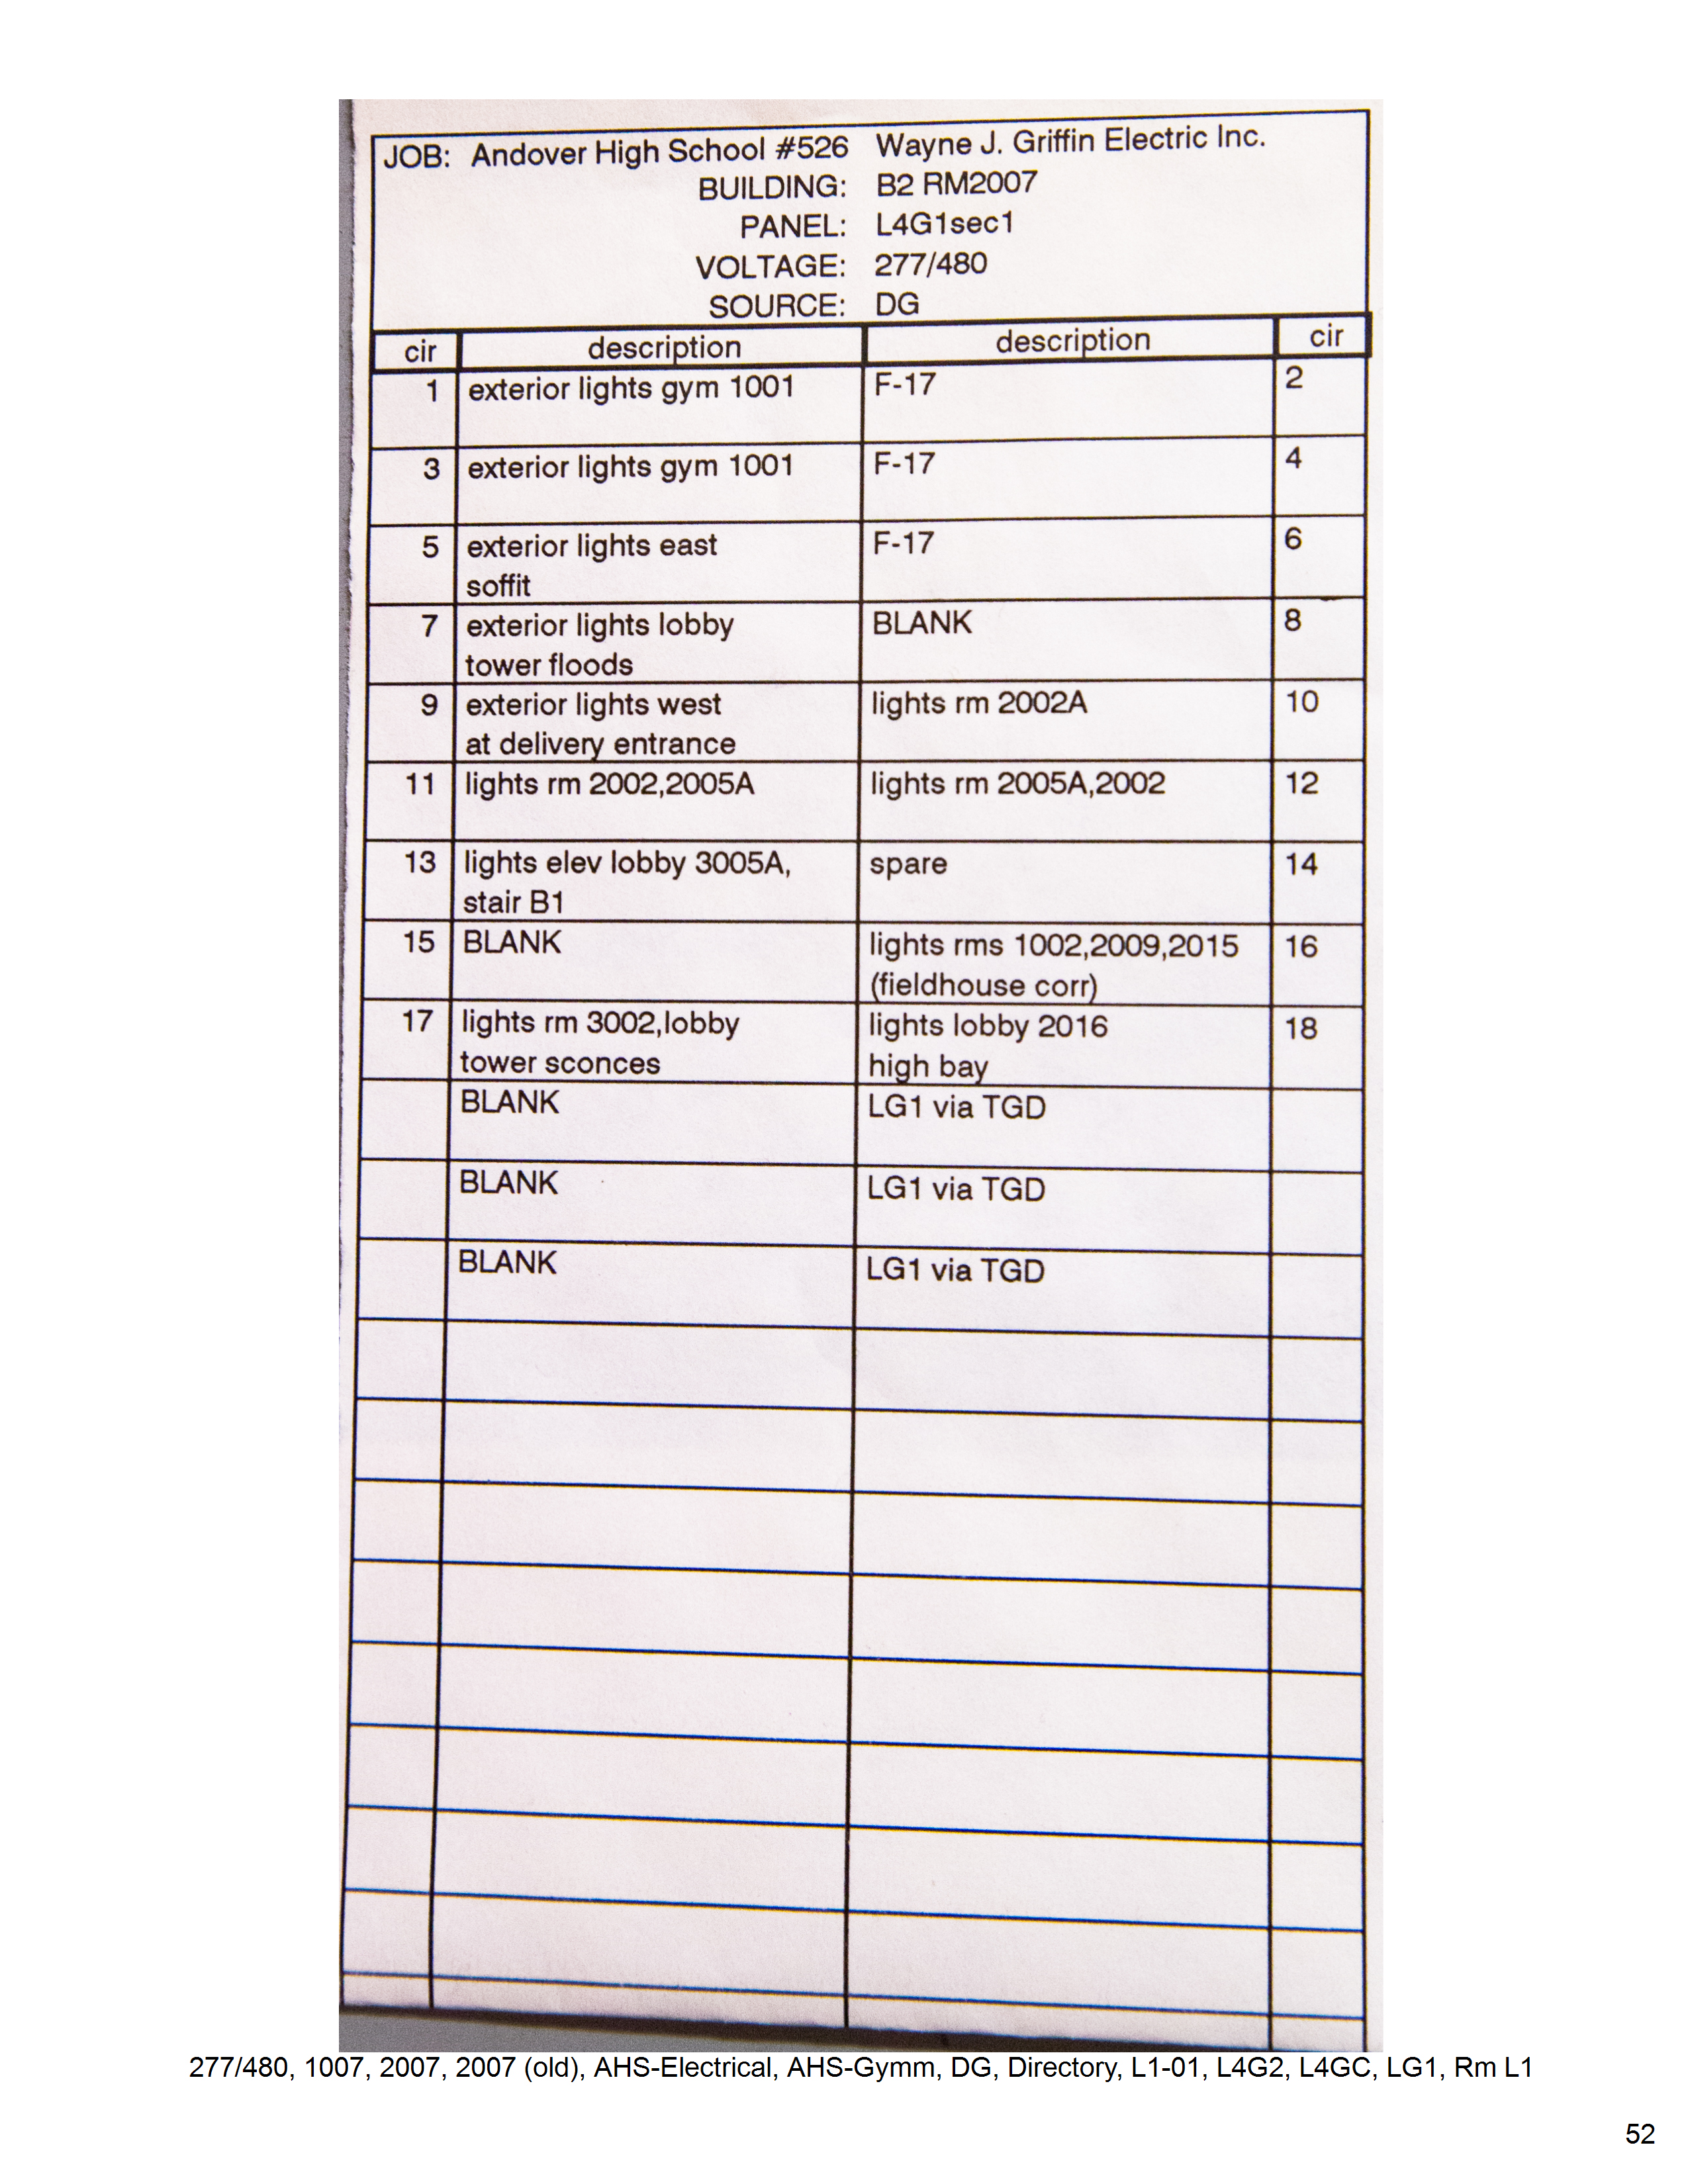 JOB: Andover High School #526 Wayne J. Griffin Electric Inc.
BUILDING: B2 RM2007
PANEL: L4G1sec1
VOLTAGE: 277/480
SOURCE: DG
cir description description cir
1 exterior lights gym 1001 F-17 2
3 exterior lights gym 1001 F-17 4
5 exterior lights east F-17 6
soffit
7 exterior lights lobby BLANK 8
tower floods
9 exterior lights west lights rm 2002A 10
at delivery entrance
11 lights rm 2002,2005A lights rm 2005A,2002 12
13 lights elev lobby 3005A, spare 14
stair B1
15 BLANK lights rms 1002,2009,2015 16
(fieldhouse corr)
17 lights rm 3002,lobby lights lobby 2016 18
tower sconces high bay
BLANK LG1 via TGD
BLANK LG1 via TGD
BLANK LG1 via TGD
277/480, 1007, 2007, 2007 (old), AHS-Electrical, AHS-Gymm, DG, Directory, L1-01, L4G2, L4GC, LG1, Rm L1
52